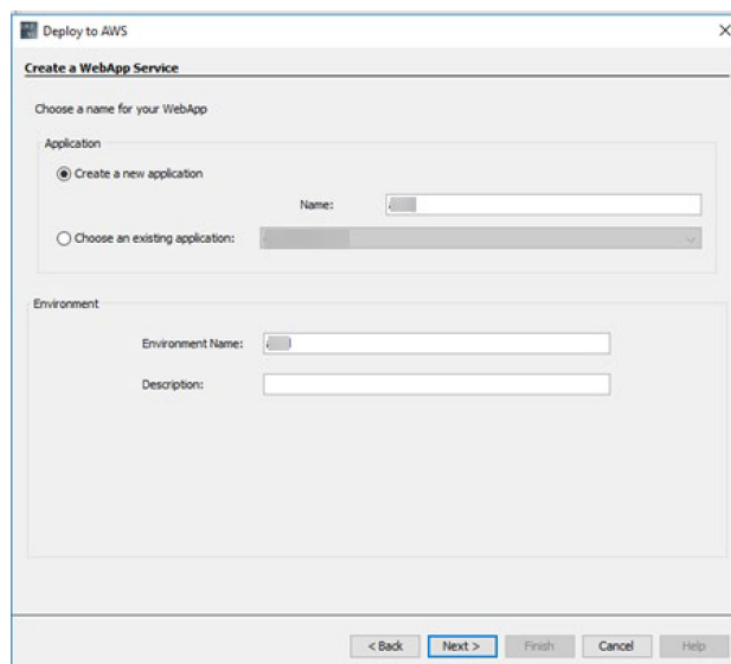 Deploy to AWS
Create a WebApp Service
Choose a name for your WebApp
Application
Create a new application
Name:
Choose an existing application:
Environment
Environment Name:
Description:
< Back Next > Finish Cancel Help